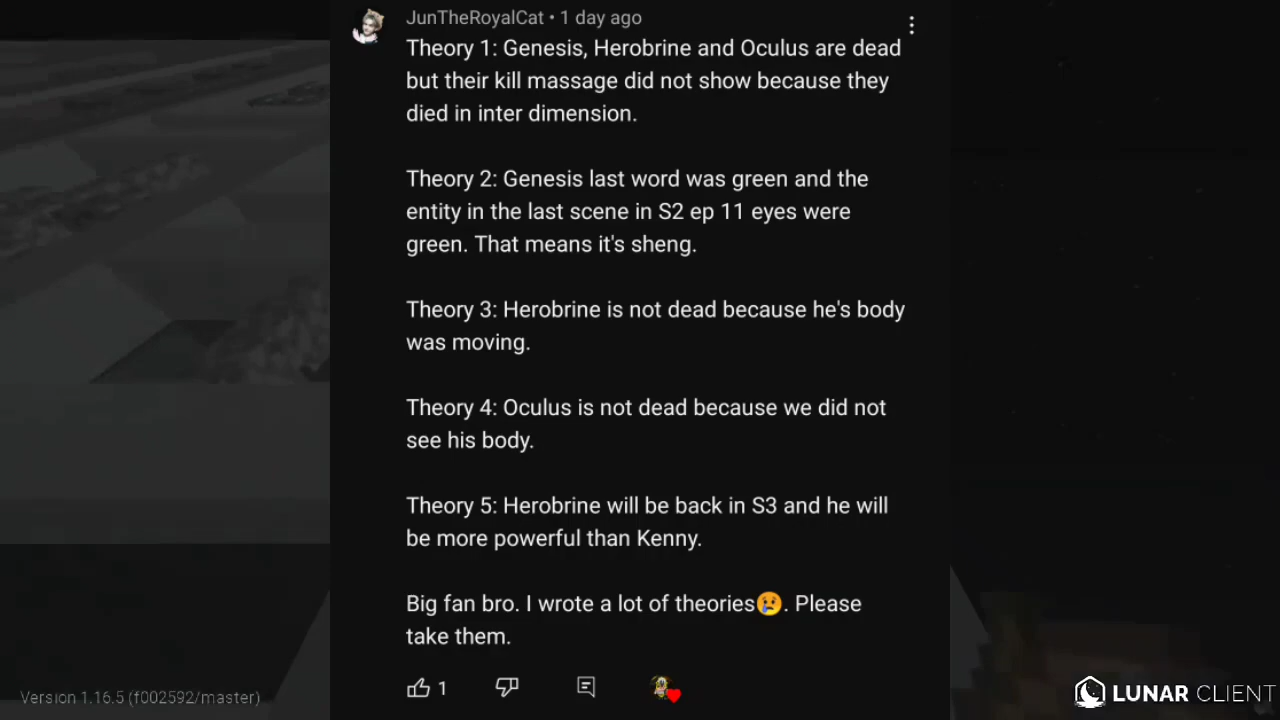 JunTheRoyalCat • 1 day ago
Theory 1: Genesis, Herobrine and Oculus are dead
but their kill massage did not show because they
died in inter dimension.
Theory 2: Genesis last word was green and the
entity in the last scene in S2 ep 11 eyes were
green. That means it's sheng.
Theory 3: Herobrine is not dead because he's body
was moving.
Theory 4: Oculus is not dead because we did not
see his body.
Theory 5: Herobrine will be back in S3 and he will
be more powerful than Kenny.
Big fan bro. I wrote a lot of theories😢. Please
take them.
1
Version 1.16.5 (f002592/master)
LUNAR CLIENT